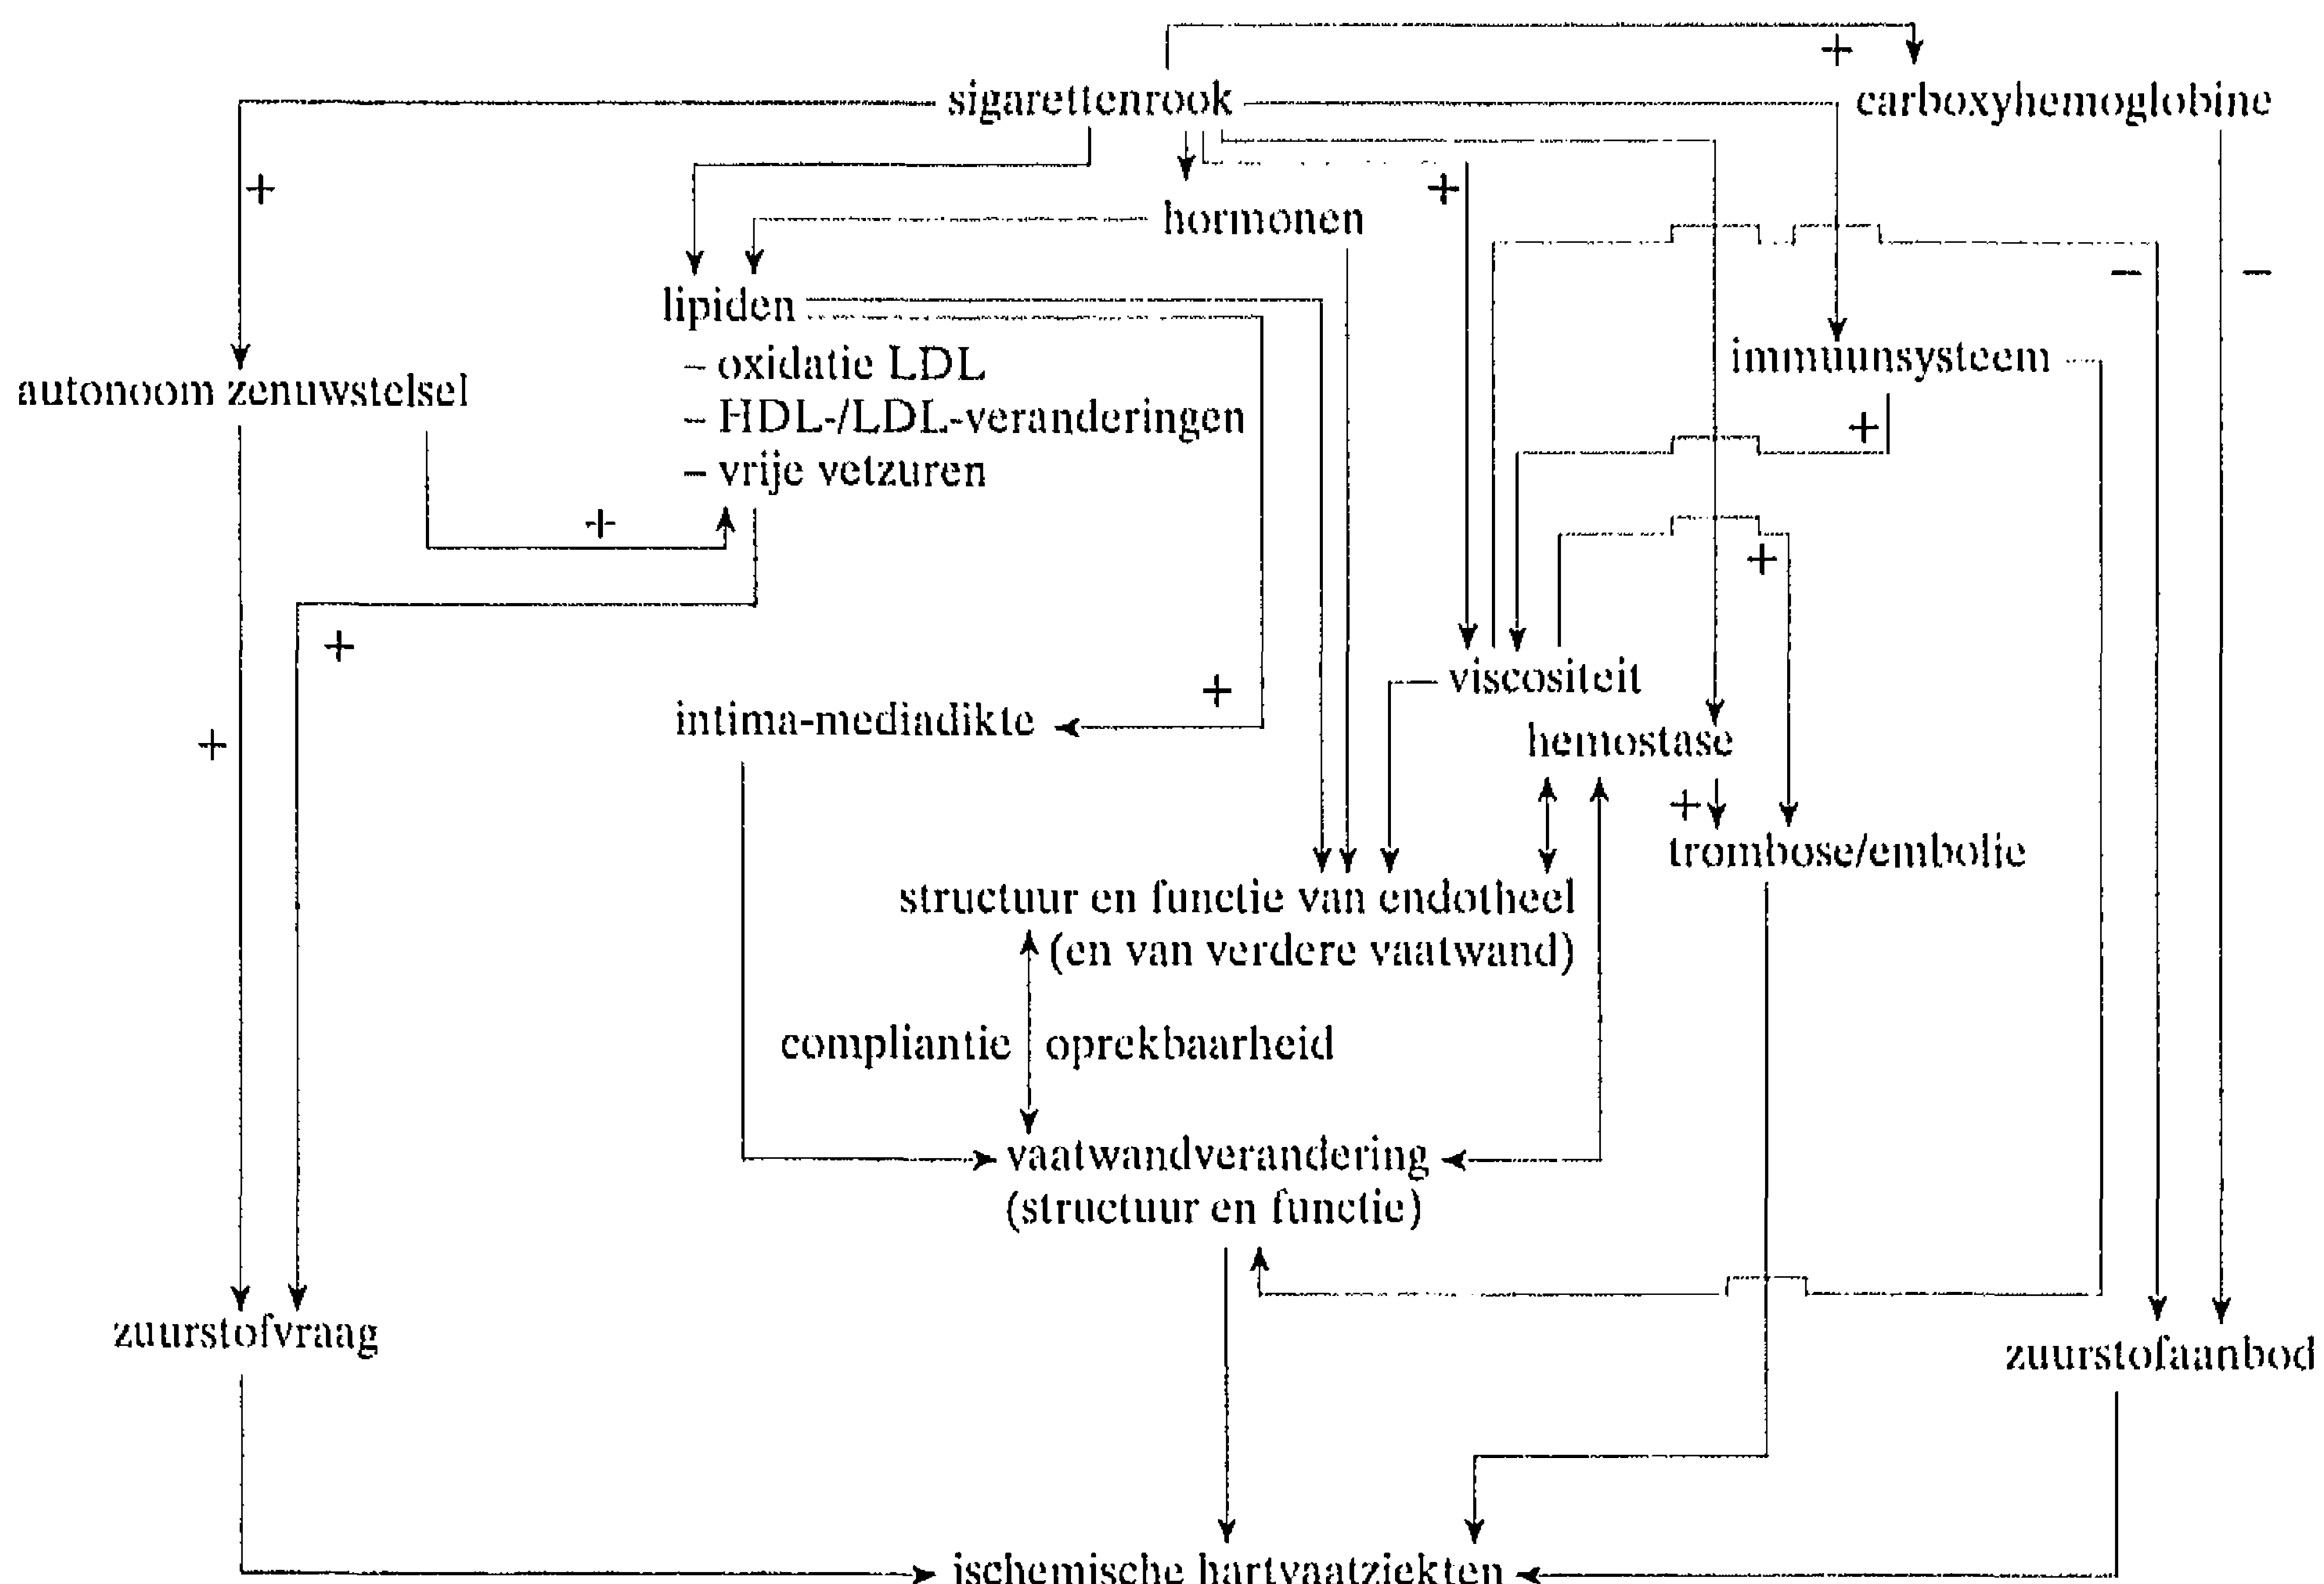 +
sigarettenrook
carboxyhemoglobine
+
+
hormonen
−
−
lipiden
– oxidatie LDL
– HDL-/LDL-veranderingen
– vrije vetzuren
autonoom zenuwstelsel
immuunsysteem
+
+
+
+
viscositeit
+
intima-mediadikte
+
hemostase
+
trombose/embolie
structuur en functie van endotheel
(en van verdere vaatwand)
compliantie
oprekbaarheid
vaatwandverandering
(structuur en functie)
zuurstofvraag
zuurstofaanbod
ischemische hartvaatziekten